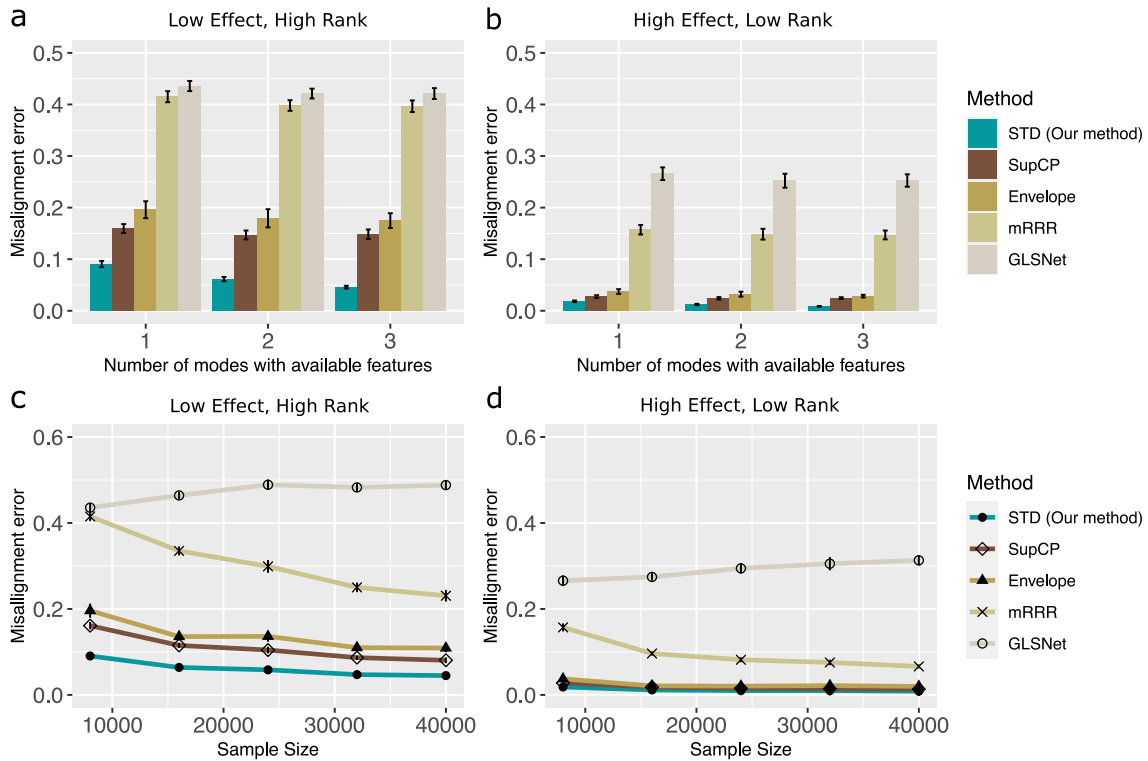 a
Low Effect, High Rank
0.5
0.4
0.3
0.2
0.1
0.0
Misalignment error
1
2
3
Number of modes with available features
b
High Effect, Low Rank
0.5
0.4
0.3
0.2
0.1
0.0
Misalignment error
1
2
3
Number of modes with available features
Method
STD (Our method)
SupCP
Envelope
mRRR
GLSNet
c
Low Effect, High Rank
0.6
0.4
0.2
0.0
Misallignment error
10000
20000
30000
40000
Sample Size
d
High Effect, Low Rank
0.6
0.4
0.2
0.0
Misallignment error
10000
20000
30000
40000
Sample Size
Method
STD (Our method)
SupCP
Envelope
mRRR
GLSNet